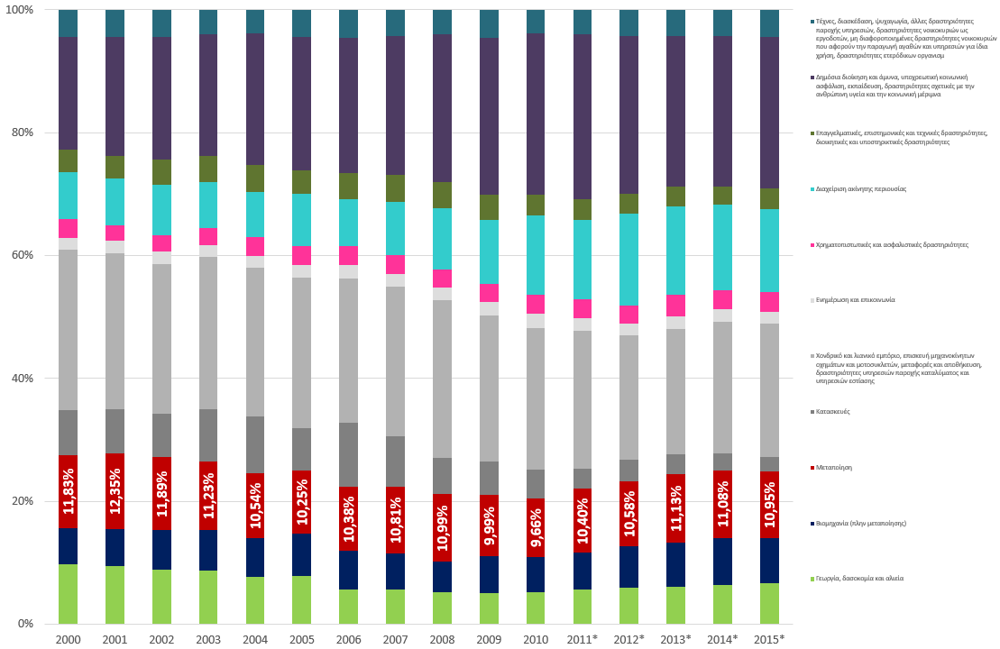 100%
80%
60%
40%
20%
0%
11,83%
12,35%
11,89%
11,23%
10,54%
10,25%
10,38%
10,81%
10,99%
9,99%
9,66%
10,40%
10,58%
11,13%
11,08%
10,95%
2000
2001
2002
2003
2004
2005
2006
2007
2008
2009
2010
2011*
2012*
2013*
2014*
2015*
Τέχνες, διασκέδαση, ψυχαγωγία, άλλες δραστηριότητες
παροχής υπηρεσιών, δραστηριότητες νοικοκυριών ως
εργοδοτών, μη διαφοροποιημένες δραστηριότητες νοικοκυριών
που αφορούν την παραγωγή αγαθών και υπηρεσιών για ίδια
χρήση, δραστηριότητες ετερόδικων οργανισμ
Δημόσια διοίκηση και άμυνα, υποχρεωτική κοινωνική
ασφάλιση, εκπαίδευση, δραστηριότητες σχετικές με την
ανθρώπινη υγεία και την κοινωνική μέριμνα
Επαγγελματικές, επιστημονικές και τεχνικές δραστηριότητες,
διοικητικές και υποστηρικτικές δραστηριότητες
Διαχείριση ακίνητης περιουσίας
Χρηματοπιστωτικές και ασφαλιστικές δραστηριότητες
Ενημέρωση και επικοινωνία
Χονδρικό και λιανικό εμπόριο, επισκευή μηχανοκίνητων
οχημάτων και μοτοσυκλετών, μεταφορές και αποθήκευση,
δραστηριότητες υπηρεσιών παροχής καταλύματος και
υπηρεσιών εστίασης
Κατασκευές
Μεταποίηση
Βιομηχανία (πλην μεταποίησης)
Γεωργία, δασοκομία και αλιεία